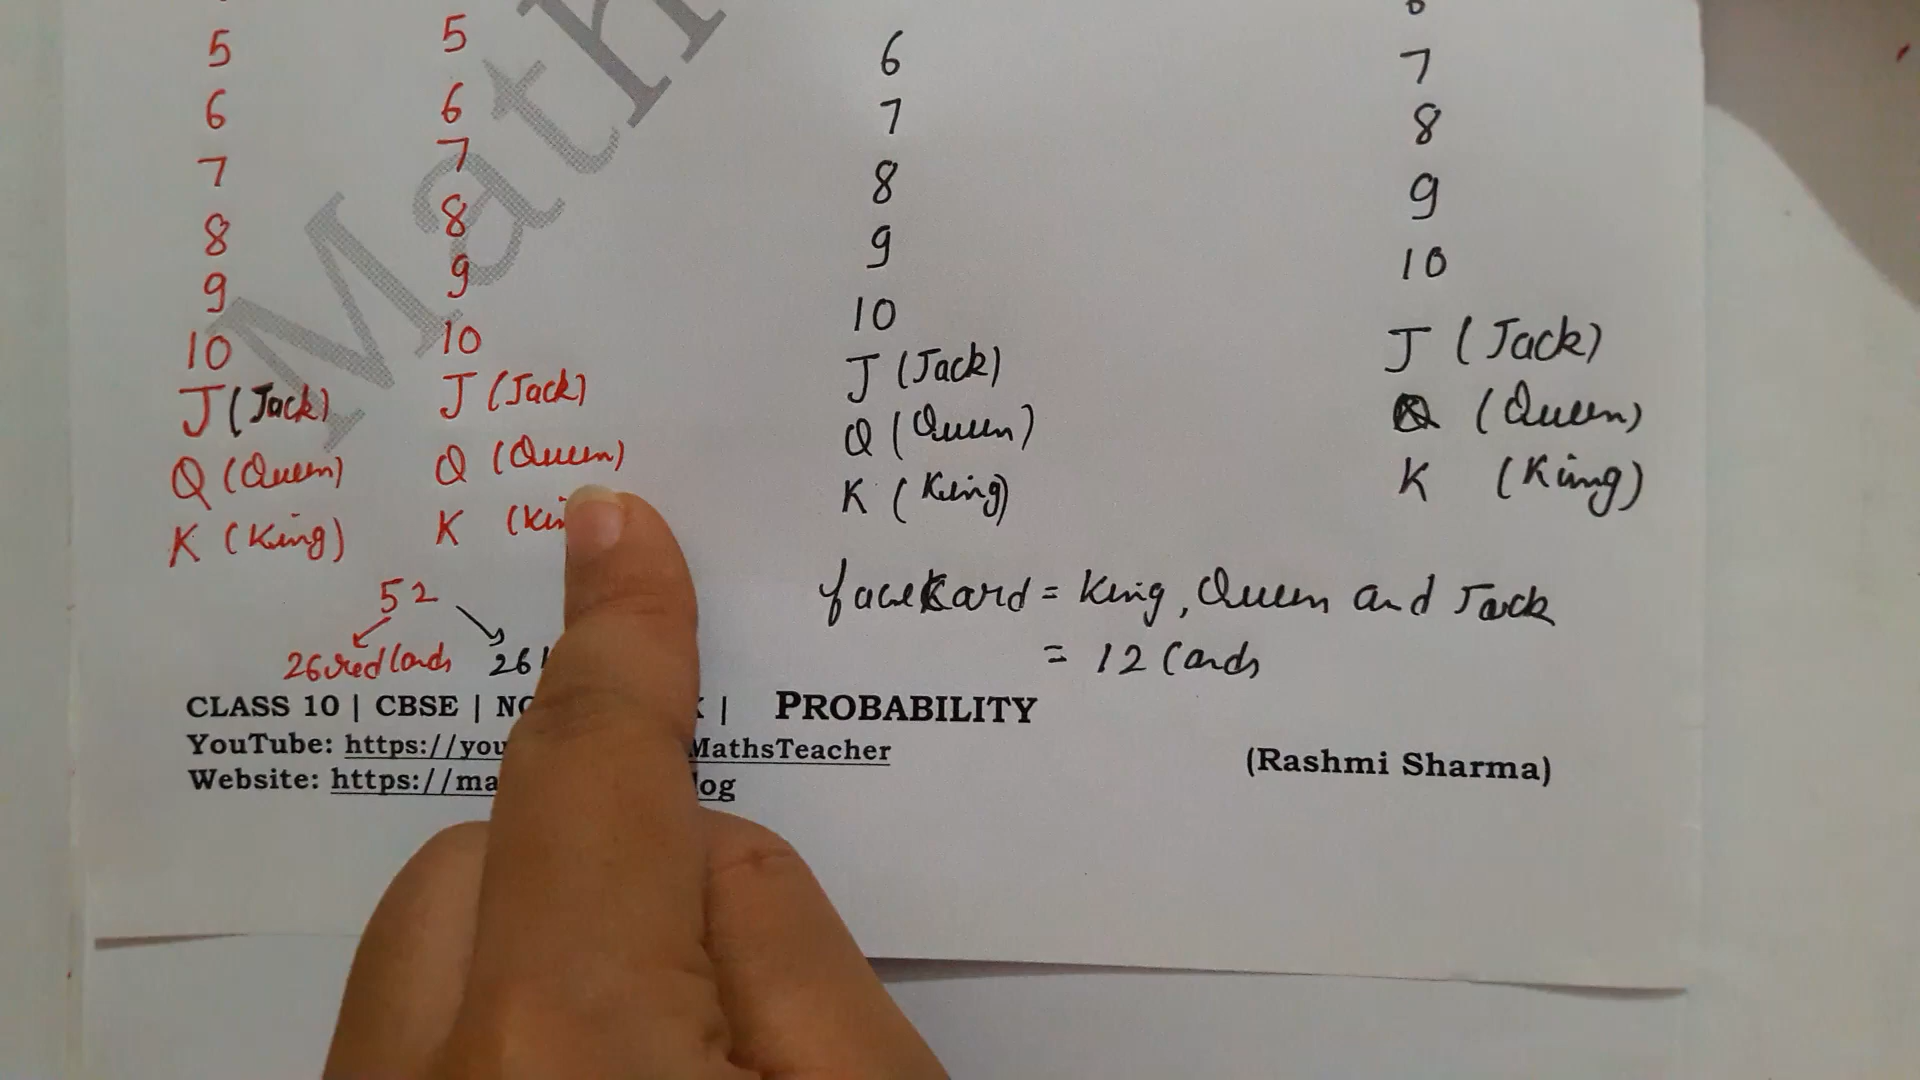 5 5 6
6 6 7 7
7 7 8 8
8 8 9 9
9 9 10 10
10 10 J (Jack) J (Jack)
J (Jack) J (Jack) Q (Queen) Q (Queen)
Q (Queen) Q (Queen) K (King) K (King)
K (King) K (Kin
52
26 red Cards 26
face Card = King, Queen and Jack
= 12 Cards
CLASS 10 | CBSE | | PROBABILITY
YouTube: https://you MathsTeacher
Website: https://ma og
(Rashmi Sharma)
Math